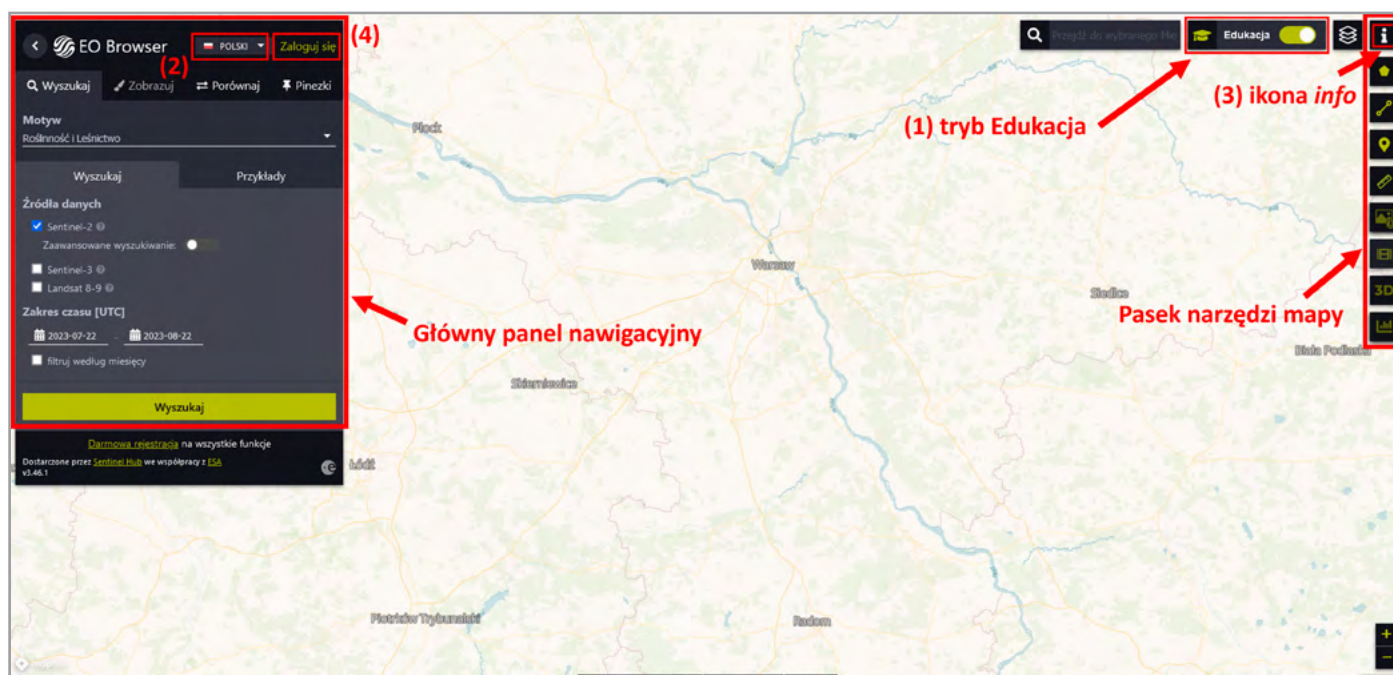 EO Browser
POLSKI
Zaloguj się
(4)
(2)
Wyszukaj
Zobrazuj
Porównaj
Pinezki
Motyw
Roślinność i Leśnictwo
Wyszukaj
Przykłady
Źródła danych
Sentinel-2
Zaawansowane wyszukiwanie:
Sentinel-3
Landsat 8-9
Zakres czasu [UTC]
2023-07-22 - 2023-08-22
filtruj według miesięcy
Wyszukaj
Darmowa rejestracja na wszystkie funkcje
Dostarczone przez Sentinel Hub we współpracy z ESA
v3.46.1
Główny panel nawigacyjny
Przejdź do wybranego Mie
Edukacja
i
(1) tryb Edukacja
(3) ikona info
3D
Pasek narzędzi mapy
Płock
Warsaw
Siedlce
Biała Podlaska
Skierniewice
Łódź
Piotrków Trybunalski
Radom
+
−